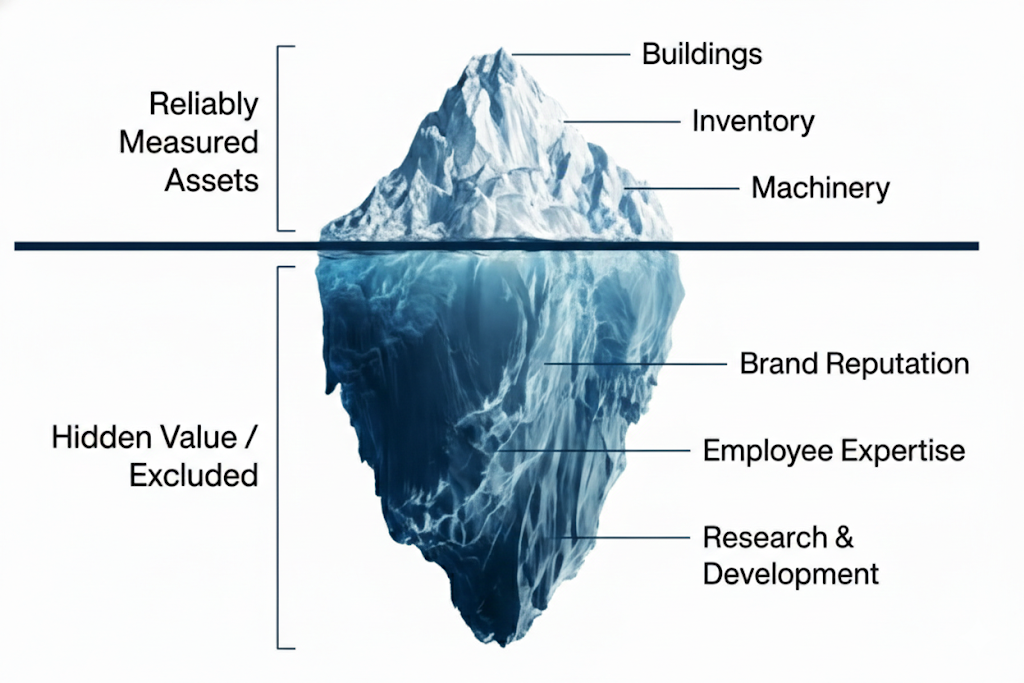 Reliably
Measured
Assets
Buildings
Inventory
Machinery
Hidden Value /
Excluded
Brand Reputation
Employee Expertise
Research &
Development